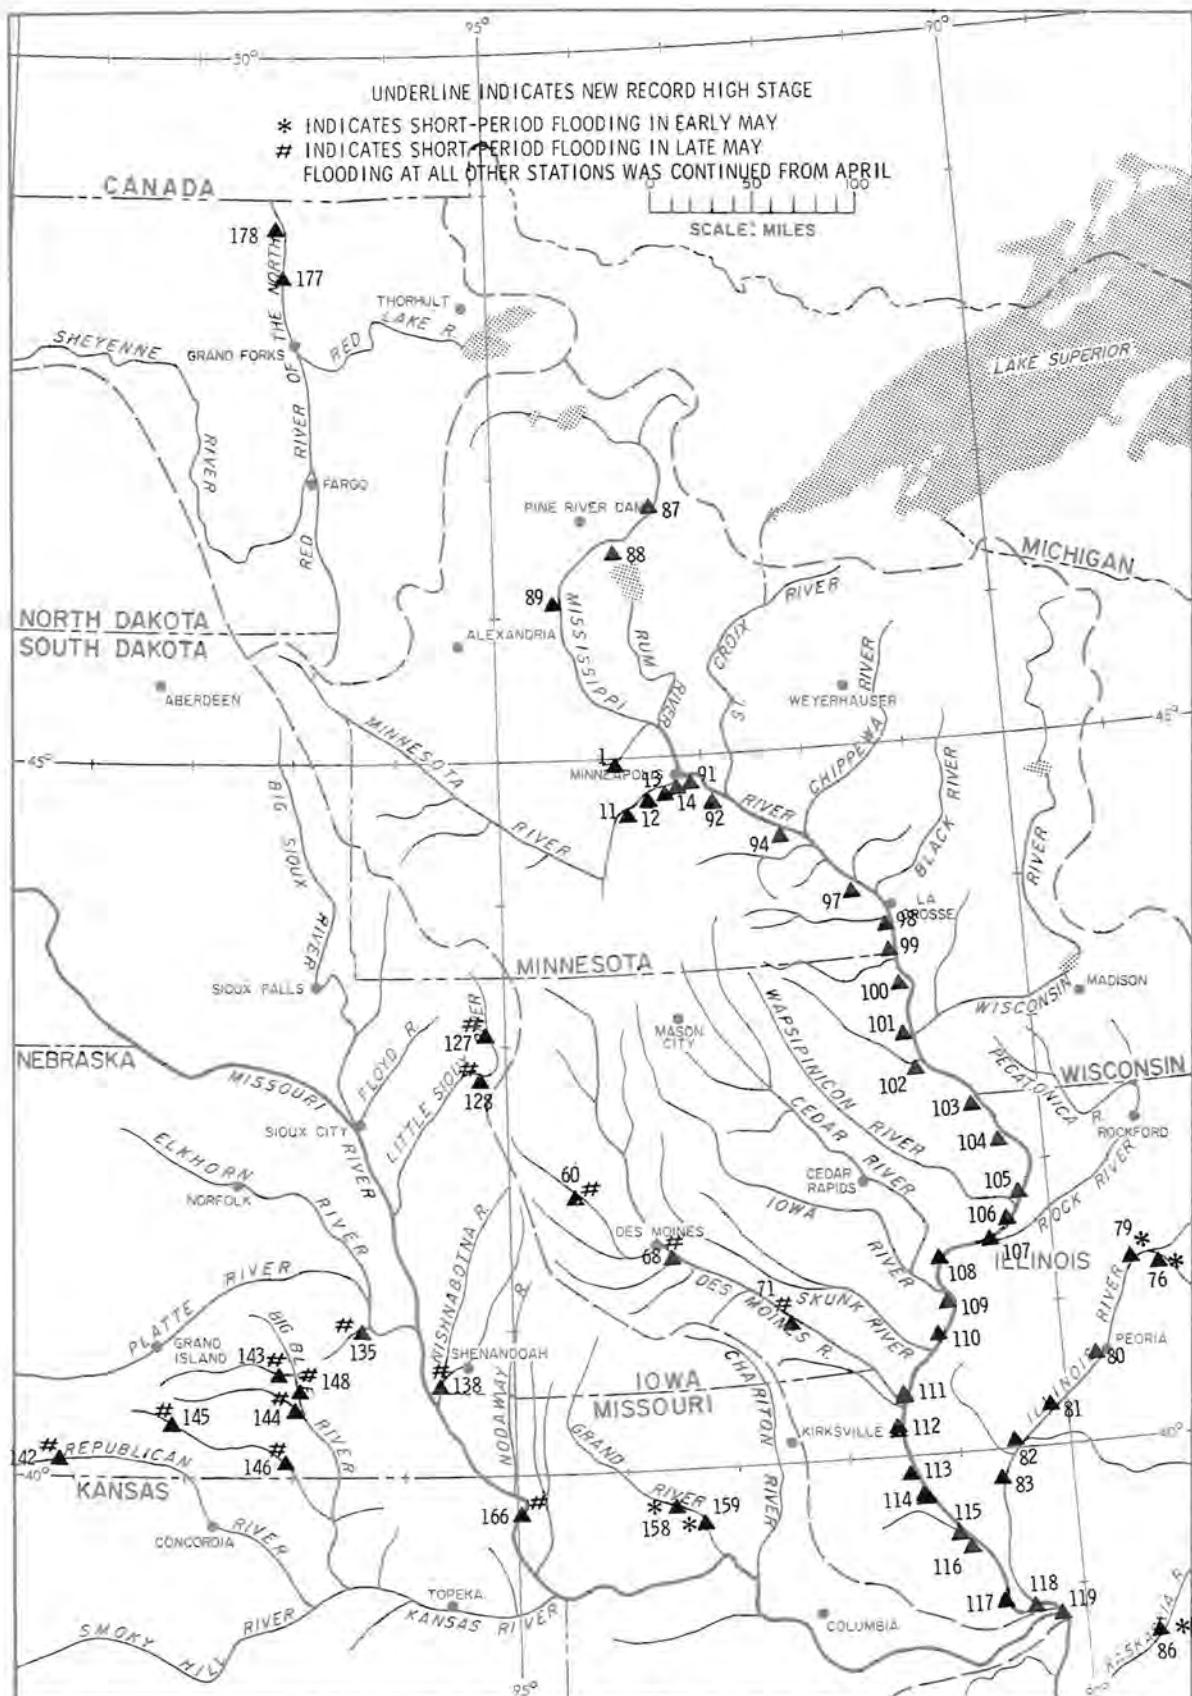 95°
90°
50°
UNDERLINE INDICATES NEW RECORD HIGH STAGE
* INDICATES SHORT-PERIOD FLOODING IN EARLY MAY
# INDICATES SHORT-PERIOD FLOODING IN LATE MAY
FLOODING AT ALL OTHER STATIONS WAS CONTINUED FROM APRIL
0 50 100
SCALE: MILES
CANADA
178
177
THORHULT
RED LAKE R.
SHEYENNE RIVER
GRAND FORKS
RED RIVER OF THE NORTH
LAKE SUPERIOR
FARGO
PINE RIVER DAM
87
88
89
MICHIGAN
NORTH DAKOTA
SOUTH DAKOTA
ALEXANDRIA
MISSISSIPPI RIVER
RUM RIVER
ST CROIX RIVER
ABERDEEN
WEYERHAUSER
CHIPPEWA RIVER
MINNESOTA RIVER
45°
45°
1
MINNEAPOLIS
91
11
12
14
92
94
BLACK RIVER
BIG SIOUX RIVER
97
LA CROSSE
98
99
RIVER
MINNESOTA
100
SIOUX FALLS
MADISON
WISCONSIN
MASON CITY
101
# 127
NEBRASKA
FLOYD R.
LITTLE SIOUX RIVER
# 128
WAPSIPINICON RIVER
102
PECATONICA R.
WISCONSIN
MISSOURI RIVER
103
SIOUX CITY
CEDAR RIVER
104
ROCKFORD
ELKHORN RIVER
NORFOLK
60 #
CEDAR RAPIDS
105
IOWA RIVER
106
ROCK RIVER
DES MOINES
68 #
107
79 *
76 *
108
ILLINOIS
PLATTE RIVER
NISHNABOTNA R.
DES MOINES R.
71 #
SKUNK RIVER
109
110
PEORIA
80
GRAND ISLAND
BIG BLUE RIVER
# 135
SHENANDOAH
# 138
143 #
148 #
144 #
145 #
IOWA
MISSOURI
111
ILLINOIS RIVER
81
NODAWAY R.
CHARITON RIVER
KIRKSVILLE
112
82
40°
142 #
REPUBLICAN RIVER
146 #
40°
KANSAS
GRAND RIVER
113
83
114
166 #
* 158
* 159
115
116
CONCORDIA
117
118
119
TOPEKA
KANSAS RIVER
COLUMBIA
SMOKY HILL RIVER
KASKASKIA R.
86 *
95°
90°